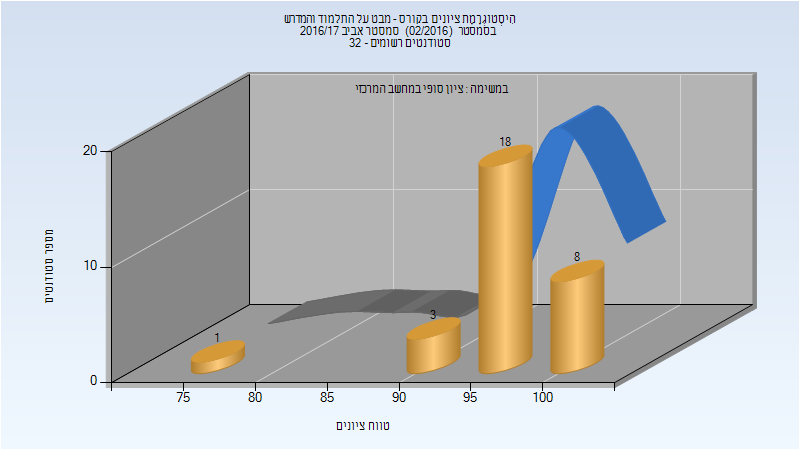 היסטוגרמת ציונים בקורס - מבט על התלמוד והמדרש
בסמסטר (02/2016) סמסטר אביב 2016/17
סטודנטים רשומים - 32
במשימה : ציון סופי במחשב המרכזי
מספר סטודנטים
20
10
0
1
3
18
8
75 80 85 90 95 100
טווח ציונים